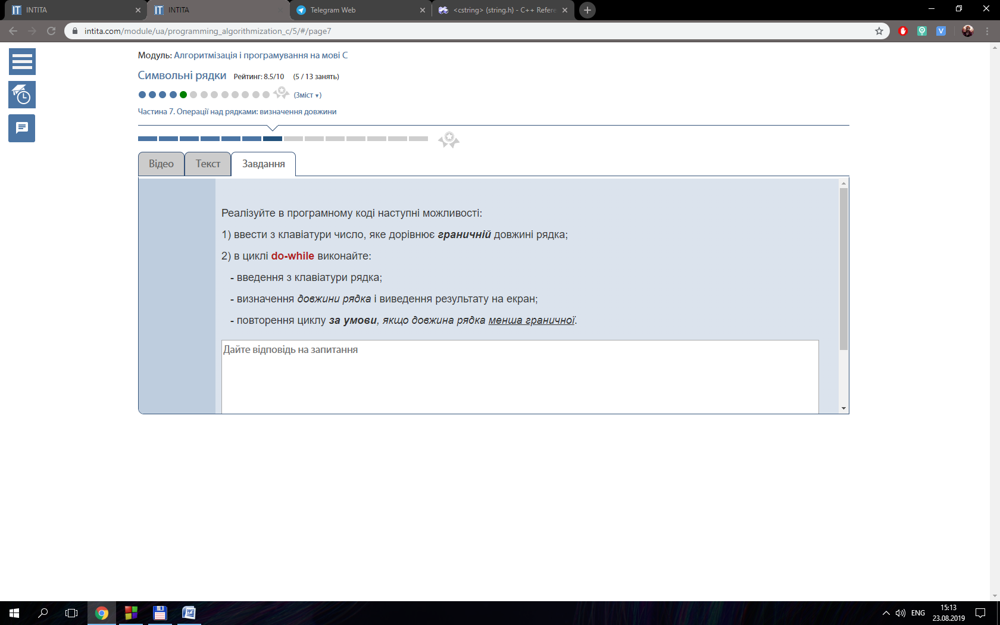 INTITA
INTITA
Telegram Web
<cstring> (string.h) - C++ Refere
intita.com/module/ua/programming_algorithmization_c/5/#/page7
Модуль: Алгоритмізація і програмування на мові C
Символьні рядки Рейтинг: 8.5/10 (5 / 13 занять)
(Зміст ▼)
Частина 7. Операції над рядками: визначення довжини
Відео Текст Завдання
Реалізуйте в програмному коді наступні можливості:
1) ввести з клавіатури число, яке дорівнює граничній довжині рядка;
2) в циклі do-while виконайте:
- введення з клавіатури рядка;
- визначення довжини рядка і виведення результату на екран;
- повторення циклу за умови, якщо довжина рядка менша граничної.
Дайте відповідь на запитання
ENG
15:13
23.08.2019